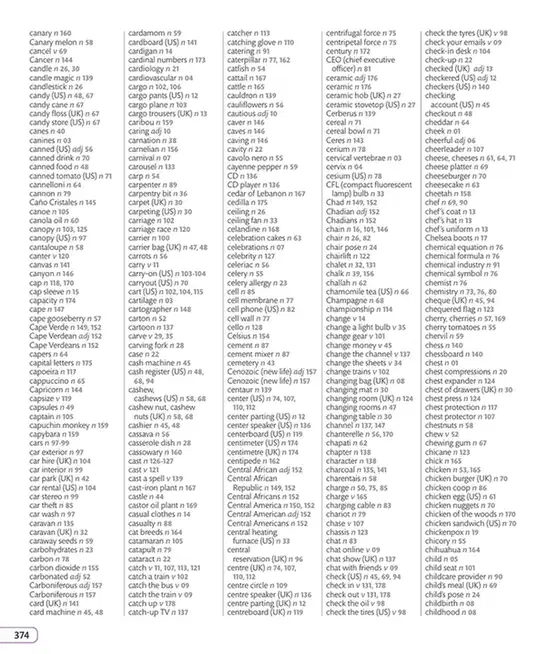 canary n 160
Canary melon n 58
cancel v 69
Cancer n 144
candle n 26, 30
candle magic n 139
candlestick n 26
candy (US) n 48, 67
candy cane n 67
candy floss (UK) n 67
candy store (US) n 67
canes n 40
canines n 03
canned (US) adj 56
canned drink n 70
canned food n 48
canned tomato (US) n 71
cannelloni n 64
cannon n 79
Caño Cristales n 145
canoe n 105
canola oil n 60
canopy n 103, 125
canopy (US) n 97
cantaloupe n 58
canter v 120
canvas n 141
canyon n 146
cap n 118, 170
cap sleeve n 15
capacity n 174
cape n 147
cape gooseberry n 57
Cape Verde n 149, 152
Cape Verdean adj 152
Cape Verdeans n 152
capers n 64
capital letters n 175
capoeira n 117
cappuccino n 65
Capricorn n 144
capsize v 119
capsules n 49
captain n 105
capuchin monkey n 159
capybara n 159
cars n 97-99
car exterior n 97
car hire (UK) n 104
car interior n 99
car park (UK) n 42
car rental (US) n 104
car stereo n 99
car theft n 85
car wash n 97
caravan n 135
caravan (UK) n 32
caraway seeds n 59
carbohydrates n 23
carbon n 78
carbon dioxide n 155
carbonated adj 52
Carboniferous adj 157
Carboniferous n 157
card (UK) n 141
card machine n 45, 48
cardamom n 59
cardboard (US) n 141
cardigan n 14
cardinal numbers n 173
cardiology n 21
cardiovascular n 04
cargo n 102, 106
cargo pants (US) n 12
cargo plane n 103
cargo trousers (UK) n 13
caribou n 159
caring adj 10
carnation n 38
carnelian n 156
carnival n 07
carousel n 133
carp n 54
carpenter n 89
carpentry bit n 36
carpet (UK) n 30
carpeting (US) n 30
carriage n 102
carriage race n 120
carrier n 100
carrier bag (UK) n 47, 48
carrots n 56
carry v 11
carry-on (US) n 103-104
carryout (US) n 70
cart (US) n 102, 104, 115
cartilage n 03
cartographer n 148
carton n 52
cartoon n 137
carve v 29, 35
carving fork n 28
case n 22
cash machine n 45
cash register (US) n 48,
68, 94
cashew,
cashews (US) n 58, 68
cashew nut, cashew
nuts (UK) n 58, 68
cashier n 45, 48
cassava n 56
casserole dish n 28
cassowary n 160
cast n 126-127
cast v 121
cast a spell v 139
cast-iron plate n 167
castle n 44
castor oil plant n 169
casual clothes n 14
casualty n 88
cat breeds n 164
catamaran n 105
catapult n 79
cataract n 22
catch v 11, 107, 113, 121
catch a train v 102
catch the bus v 09
catch the train v 09
catch up v 178
catch-up TV n 137
catcher n 113
catching glove n 110
catering n 91
caterpillar n 77, 162
catfish n 54
cattail n 167
cattle n 165
cauldron n 139
cauliflowers n 56
cautious adj 10
caver n 146
caves n 146
caving n 146
cavity n 22
cavolo nero n 55
cayenne pepper n 59
CD n 136
CD player n 136
cedar of Lebanon n 167
cedilla n 175
ceiling n 26
ceiling fan n 33
celandine n 168
celebration cakes n 63
celebrations n 07
celebrity n 127
celeriac n 56
celery n 55
celery allergy n 23
cell n 85
cell membrane n 77
cell phone (US) n 82
cell wall n 77
cello n 128
Celsius n 154
cement n 87
cement mixer n 87
cemetery n 43
Cenozoic (new life) adj 157
Cenozoic (new life) n 157
centaur n 139
center (US) n 74, 107,
110, 112
center parting (US) n 12
center speaker (US) n 136
centerboard (US) n 119
centimeter (US) n 174
centimetre (UK) n 174
centipede n 162
Central African adj 152
Central African
Republic n 149, 152
Central Africans n 152
Central America n 150, 152
Central American adj 152
Central Americans n 152
central heating
furnace (US) n 33
central
reservation (UK) n 96
centre (UK) n 74, 107,
110, 112
centre circle n 109
centre speaker (UK) n 136
centre parting (UK) n 12
centreboard (UK) n 119
centrifugal force n 75
centripetal force n 75
century n 172
CEO (chief executive
officer) n 81
ceramic adj 176
ceramic n 176
ceramic hob (UK) n 27
ceramic stovetop (US) n 27
Cerberus n 139
cereal n 71
cereal bowl n 71
Ceres n 143
cerium n 78
cervical vertebrae n 03
cervix n 04
cesium (US) n 78
CFL (compact fluorescent
lamp) bulb n 33
Chad n 149, 152
Chadian adj 152
Chadians n 152
chain n 16, 101, 146
chair n 26, 82
chair pose n 24
chairlift n 122
chalet n 32, 131
chalk n 39, 156
challah n 62
chamomile tea (US) n 66
Champagne n 68
championship n 114
change v 14
change a light bulb v 35
change gear v 101
change money v 45
change the channel v 137
change the sheets v 34
change trains v 102
changing bag (UK) n 08
changing mat n 30
changing room (UK) n 124
changing rooms n 47
changing table n 30
channel n 137, 147
chanterelle n 56, 170
chapati n 62
chapter n 138
character n 138
charcoal n 135, 141
charentais n 58
charge n 50, 75, 85
charge v 165
charging cable n 83
chariot n 79
chase v 107
chassis n 123
chat n 83
chat online v 09
chat show (UK) n 137
chat with friends v 09
check (US) n 45, 69, 94
check in v 131, 178
check out v 131, 178
check the oil v 98
check the tires (US) v 98
check the tyres (UK) v 98
check your emails v 09
check-in desk n 104
check-up n 22
checked (UK) adj 13
checkered (US) adj 12
checkers (US) n 140
checking
account (US) n 45
checkout n 48
cheddar n 64
cheek n 01
cheerful adj 06
cheerleader n 107
cheese, cheeses n 61, 64, 71
cheese platter n 69
cheeseburger n 70
cheesecake n 63
cheetah n 158
chef n 69, 90
chef's coat n 13
chef's hat n 13
chef's uniform n 13
Chelsea boots n 17
chemical equation n 76
chemical formula n 76
chemical industry n 91
chemical symbol n 76
chemist n 76
chemistry n 73, 76, 80
cheque (UK) n 45, 94
chequered flag n 123
cherry, cherries n 57, 169
cherry tomatoes n 55
chervil n 59
chess n 140
chessboard n 140
chest n 01
chest compressions n 20
chest expander n 124
chest of drawers (UK) n 30
chest press n 124
chest protection n 117
chest protector n 107
chestnuts n 58
chew v 52
chewing gum n 67
chicane n 123
chick n 165
chicken n 53, 165
chicken burger (UK) n 70
chicken coop n 86
chicken egg (US) n 61
chicken nuggets n 70
chicken of the woods n 170
chicken sandwich (US) n 70
chickenpox n 19
chicory n 55
chihuahua n 164
child n 05
child seat n 101
childcare provider n 90
child's meal (UK) n 69
child's pose n 24
childbirth n 08
childhood n 08
374